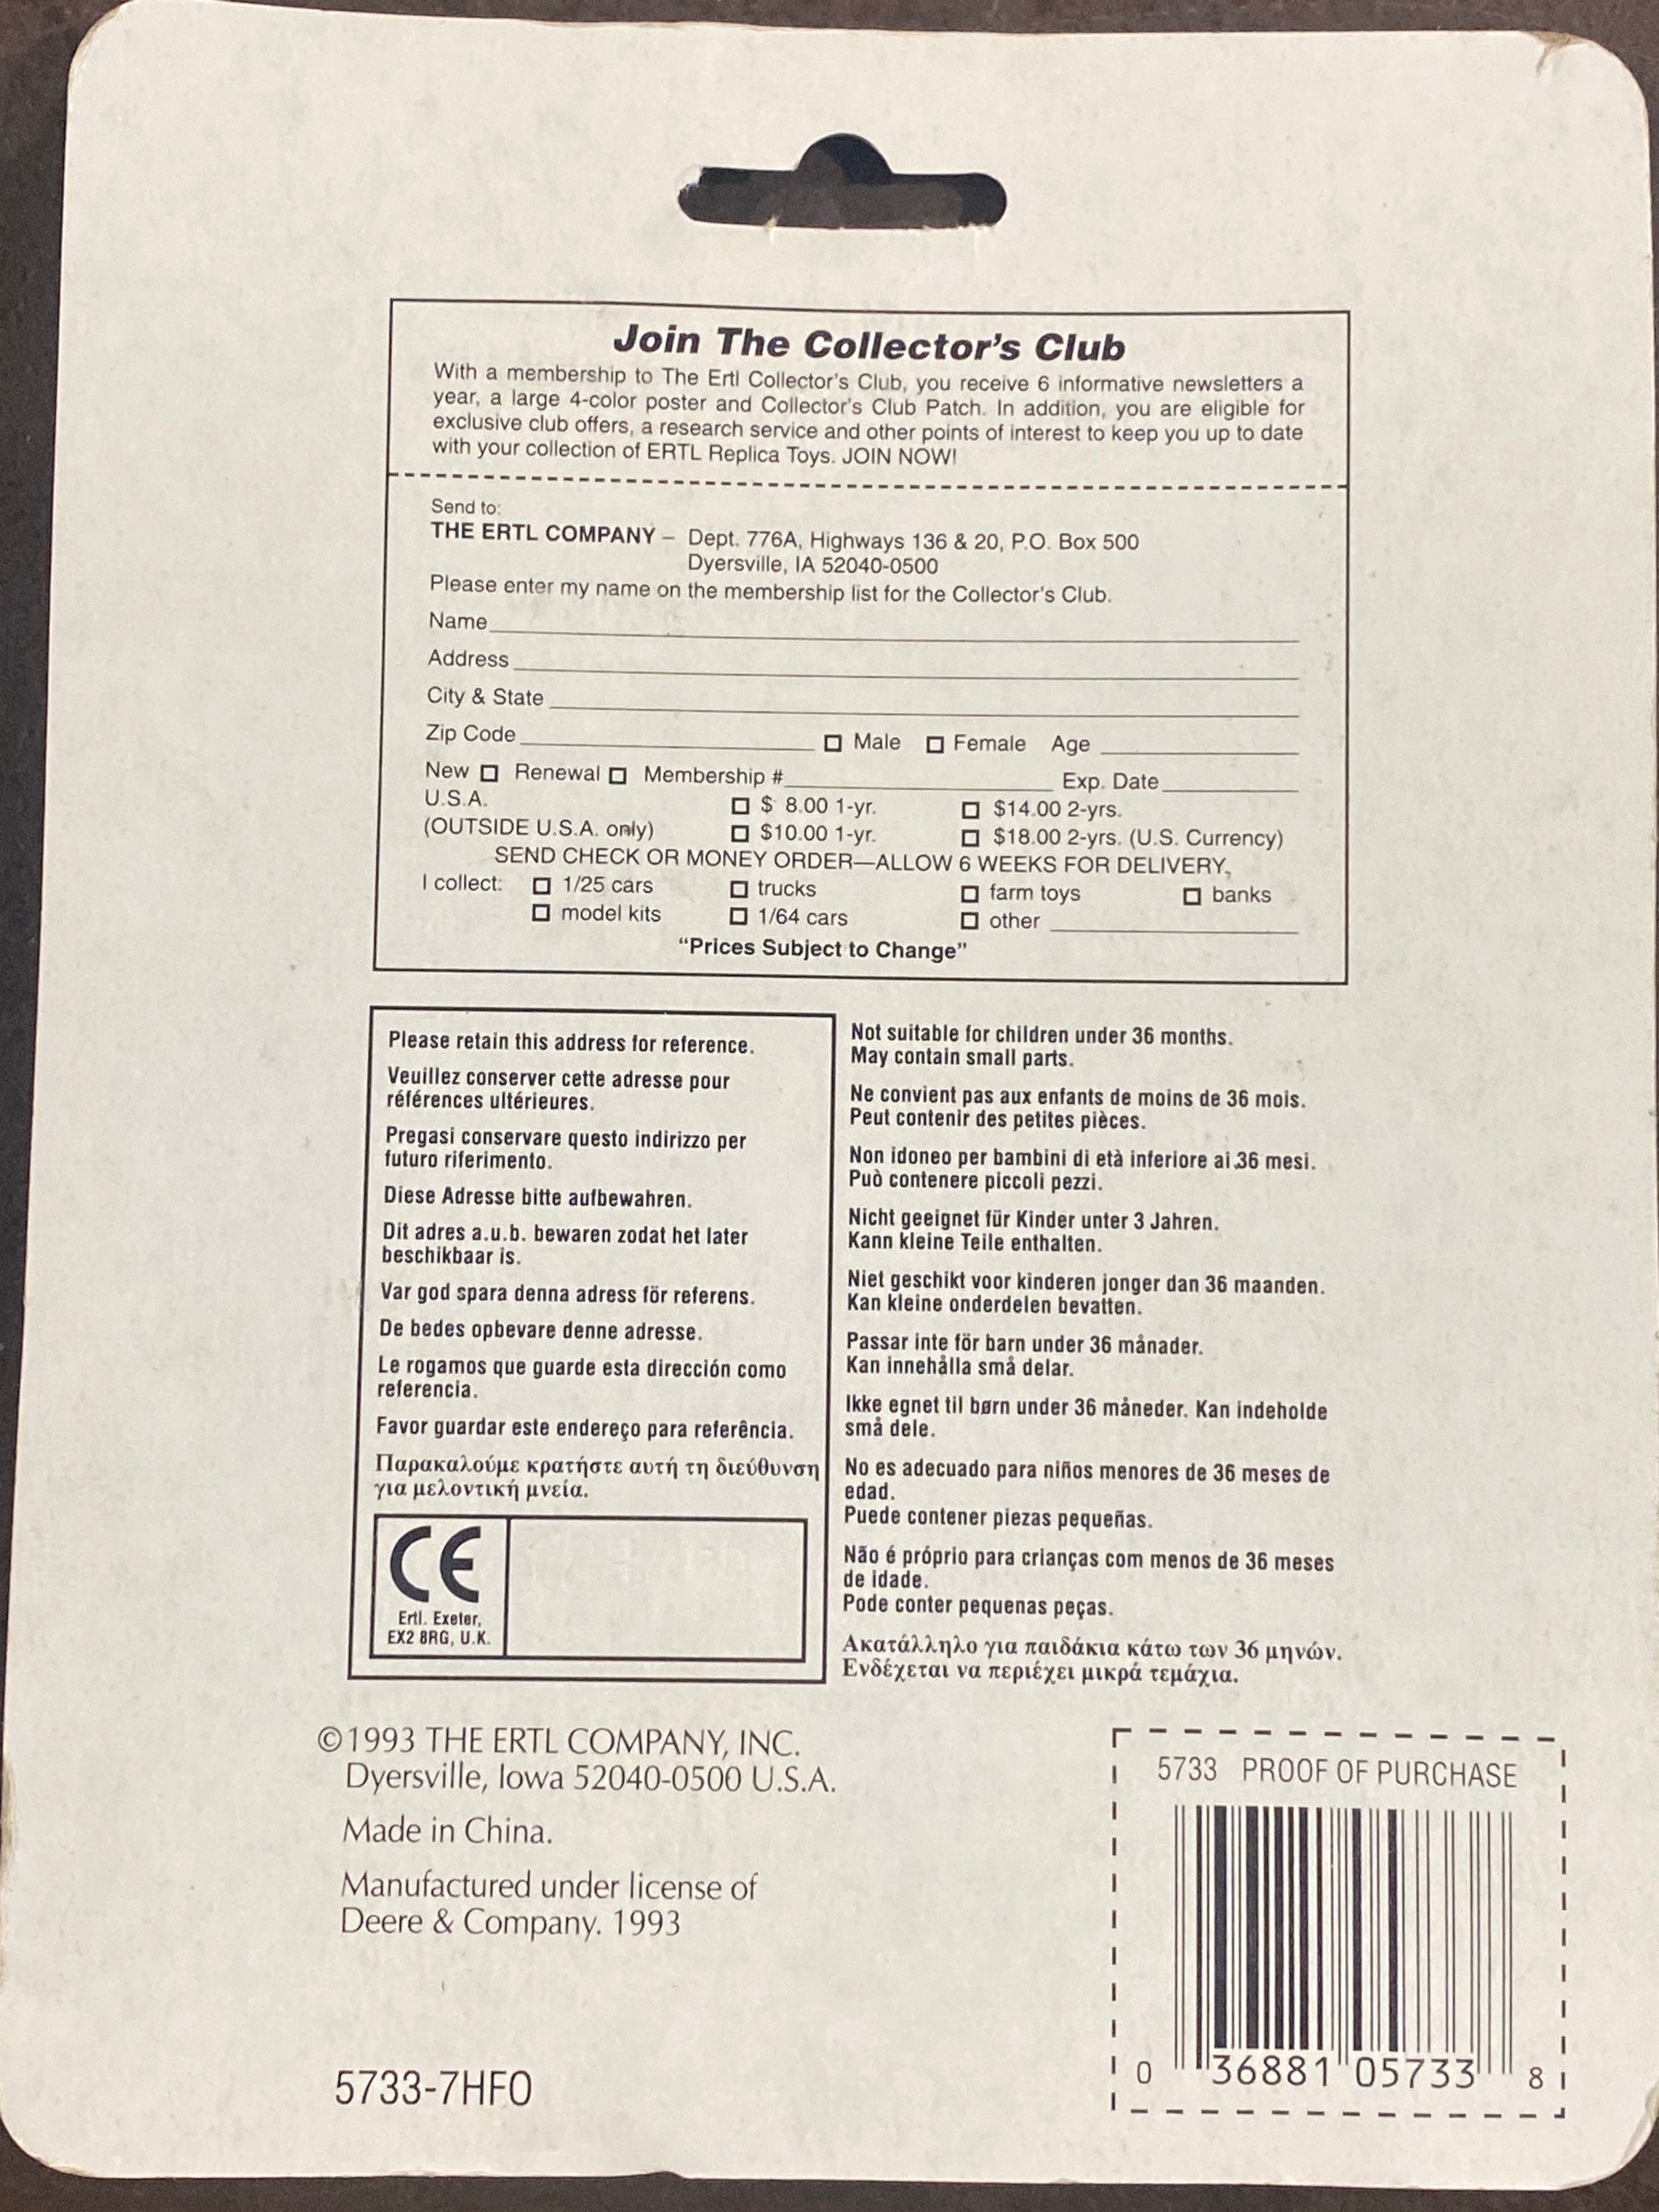 Join The Collector's Club
With a membership to The Ertl Collector's Club, you receive 6 informative newsletters a
year, a large 4-color poster and Collector's Club Patch. In addition, you are eligible for
exclusive club offers, a research service and other points of interest to keep you up to date
with your collection of ERTL Replica Toys. JOIN NOW!
Send to:
THE ERTL COMPANY – Dept. 776A, Highways 136 & 20, P.O. Box 500
Dyersville, IA 52040-0500
Please enter my name on the membership list for the Collector's Club.
Name
Address
City & State
Zip Code Male Female Age
New Renewal Membership # Exp. Date
U.S.A. $ 8.00 1-yr. $14.00 2-yrs.
(OUTSIDE U.S.A. only) $10.00 1-yr. $18.00 2-yrs. (U.S. Currency)
SEND CHECK OR MONEY ORDER—ALLOW 6 WEEKS FOR DELIVERY,
I collect: 1/25 cars trucks farm toys banks
model kits 1/64 cars other
“Prices Subject to Change”
Please retain this address for reference.
Veuillez conserver cette adresse pour
références ultérieures.
Pregasi conservare questo indirizzo per
futuro riferimento.
Diese Adresse bitte aufbewahren.
Dit adres a.u.b. bewaren zodat het later
beschikbaar is.
Var god spara denna adress för referens.
De bedes opbevare denne adresse.
Le rogamos que guarde esta dirección como
referencia.
Favor guardar este endereço para referência.
Παρακαλούμε κρατήστε αυτή τη διεύθυνση
για μελοντική μνεία.
CE
Ertl. Exeter,
EX2 8RG, U.K.
Not suitable for children under 36 months.
May contain small parts.
Ne convient pas aux enfants de moins de 36 mois.
Peut contenir des petites pièces.
Non idoneo per bambini di età inferiore ai 36 mesi.
Può contenere piccoli pezzi.
Nicht geeignet für Kinder unter 3 Jahren.
Kann kleine Teile enthalten.
Niet geschikt voor kinderen jonger dan 36 maanden.
Kan kleine onderdelen bevatten.
Passar inte för barn under 36 månader.
Kan innehålla små delar.
Ikke egnet til børn under 36 måneder. Kan indeholde
små dele.
No es adecuado para niños menores de 36 meses de
edad.
Puede contener piezas pequeñas.
Não é próprio para crianças com menos de 36 meses
de idade.
Pode conter pequenas peças.
Ακατάλληλο για παιδάκια κάτω των 36 μηνών.
Ενδέχεται να περιέχει μικρά τεμάχια.
©1993 THE ERTL COMPANY, INC.
Dyersville, Iowa 52040-0500 U.S.A.
Made in China.
Manufactured under license of
Deere & Company. 1993
5733-7HFO
5733 PROOF OF PURCHASE
0 36881 05733 8